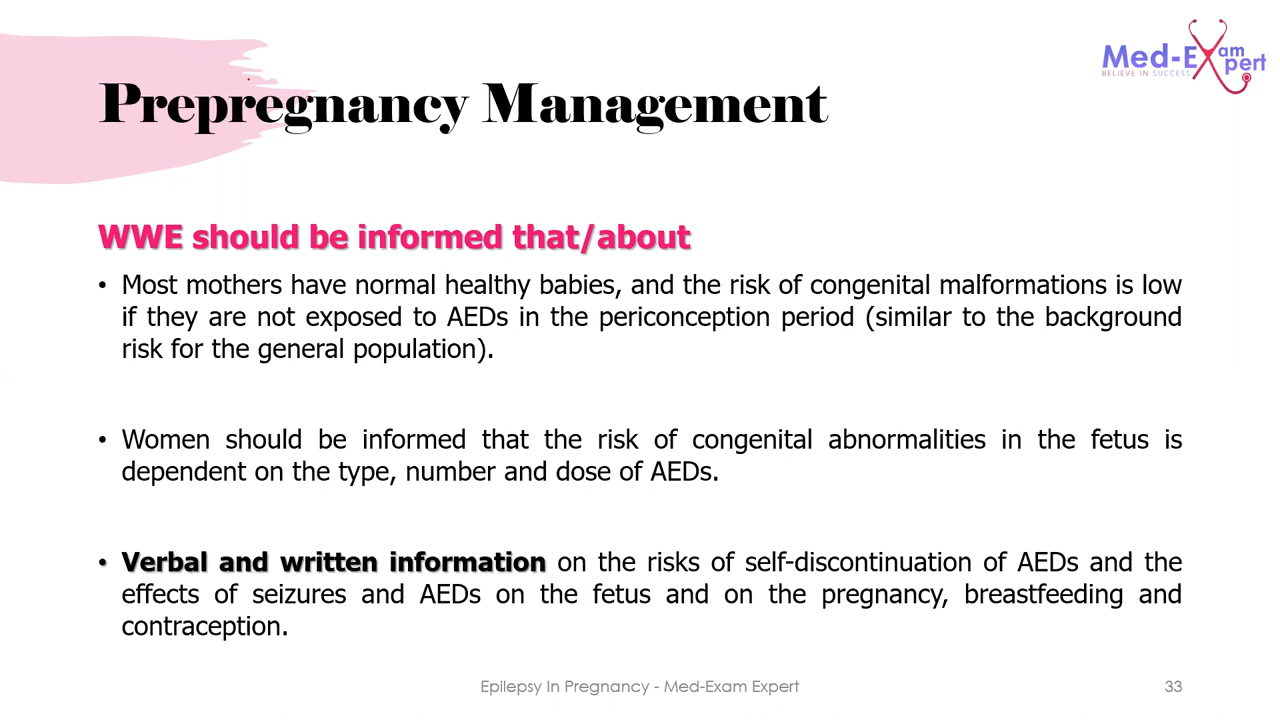 Med-Exam Expert
BELIEVE IN SUCCESS
Prepregnancy Management
WWE should be informed that/about
• Most mothers have normal healthy babies, and the risk of congenital malformations is low
if they are not exposed to AEDs in the periconception period (similar to the background
risk for the general population).
• Women should be informed that the risk of congenital abnormalities in the fetus is
dependent on the type, number and dose of AEDs.
• Verbal and written information on the risks of self-discontinuation of AEDs and the
effects of seizures and AEDs on the fetus and on the pregnancy, breastfeeding and
contraception.
Epilepsy In Pregnancy - Med-Exam Expert
33